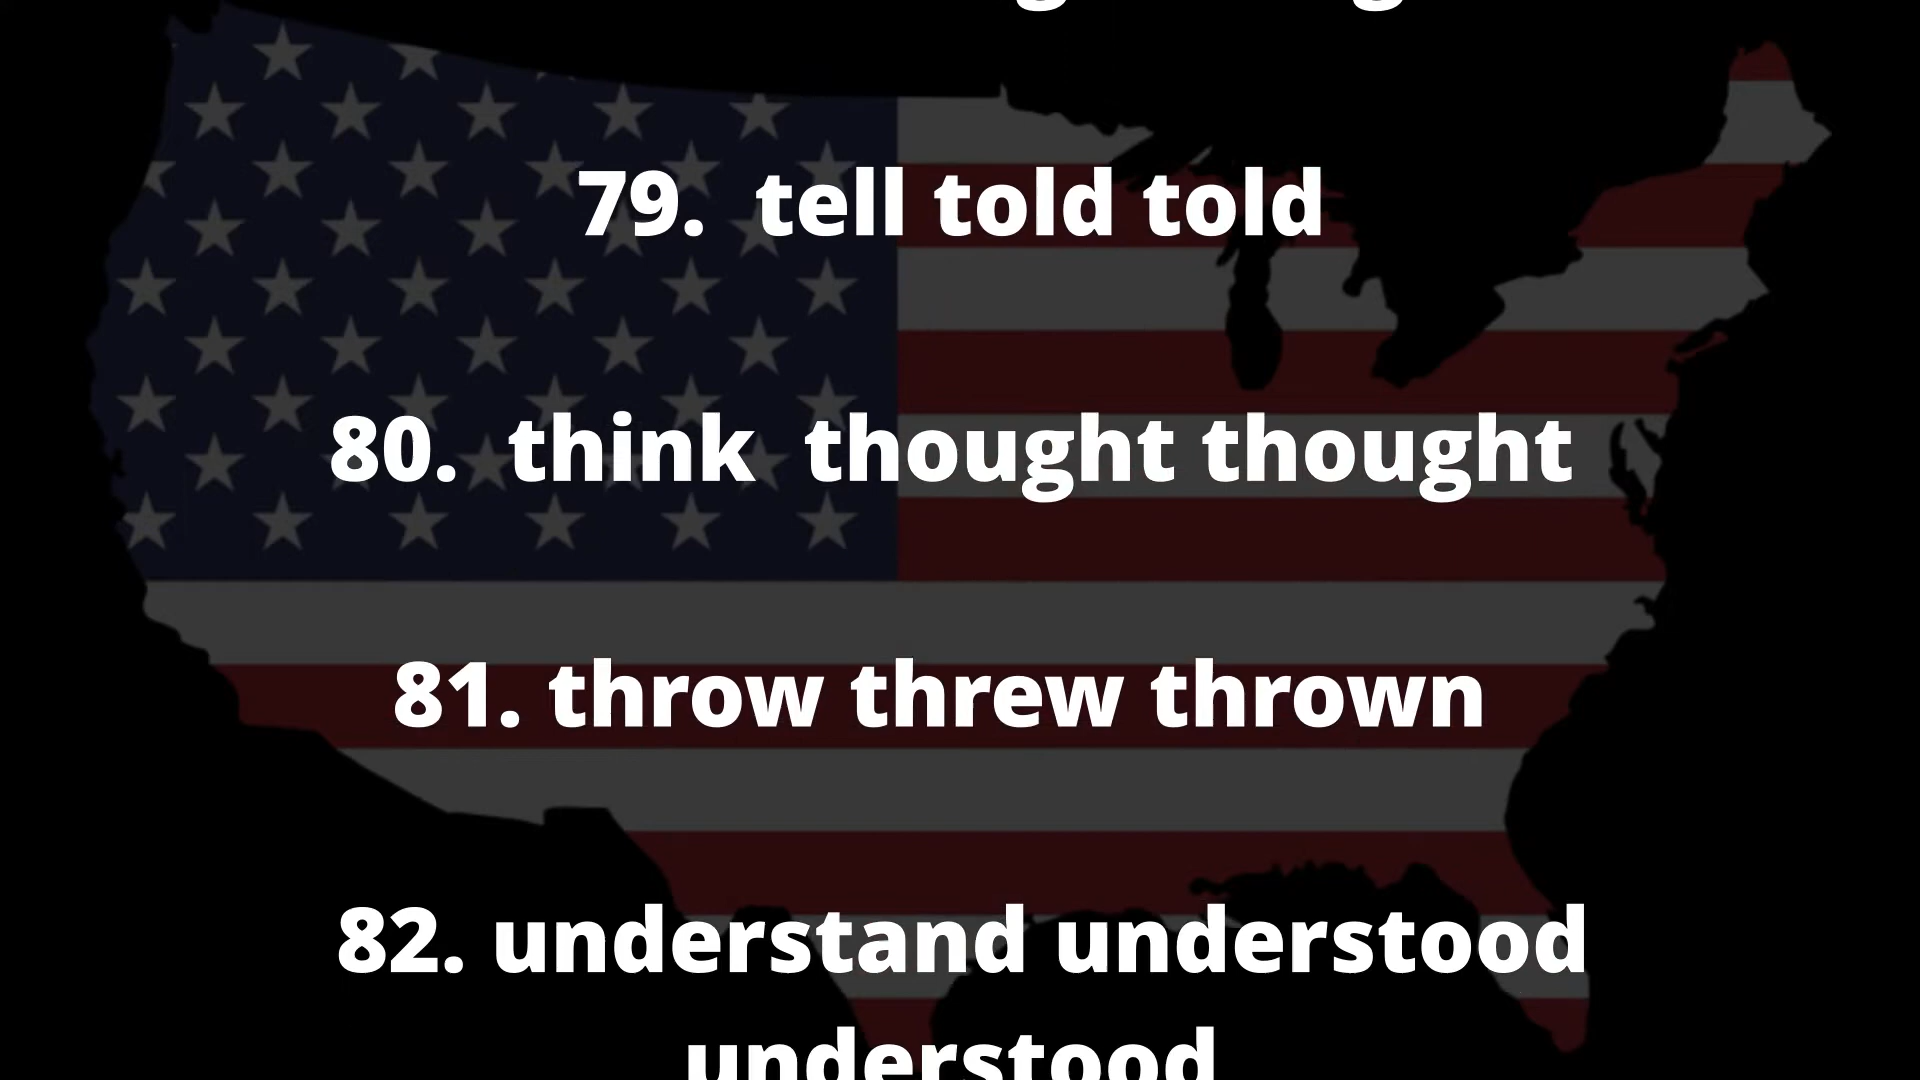 79. tell told told
80. think thought thought
81. throw threw thrown
82. understand understood
understood